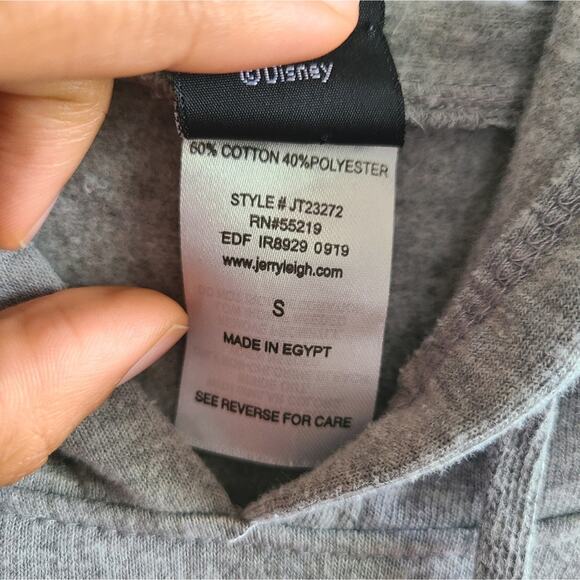 ©Disney
60% COTTON 40%POLYESTER
STYLE # JT23272
RN#55219
EDF IR8929 0919
www.jerryleigh.com
S
MADE IN EGYPT
SEE REVERSE FOR CARE